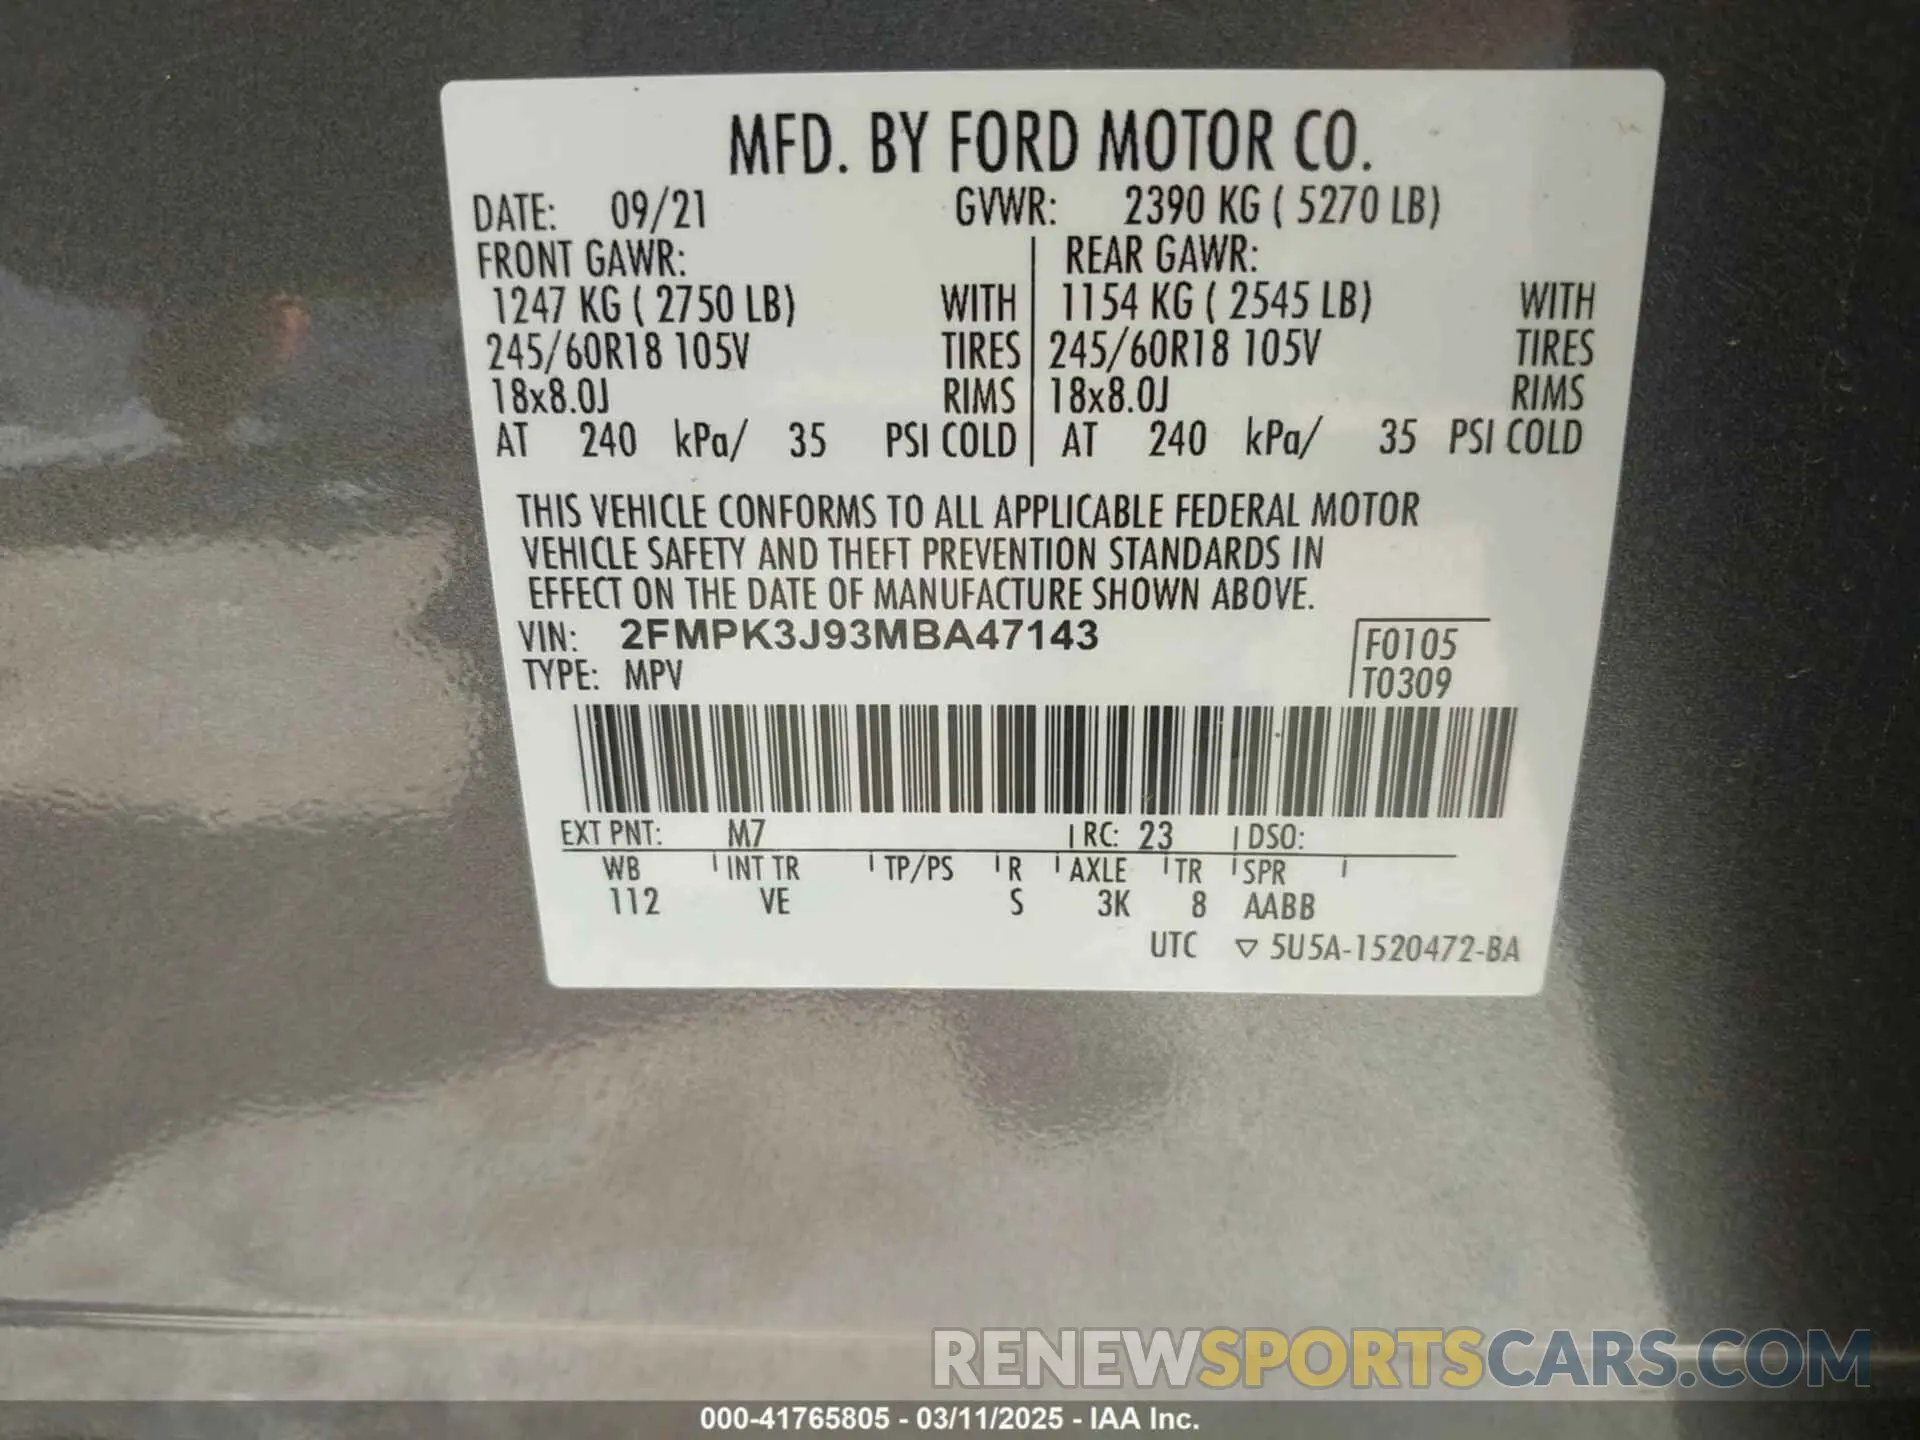 MFD. BY FORD MOTOR CO.
DATE: 09/21 GVWR: 2390 KG ( 5270 LB)
FRONT GAWR: REAR GAWR:
1247 KG ( 2750 LB) WITH 1154 KG ( 2545 LB) WITH
245/60R18 105V TIRES 245/60R18 105V TIRES
18x8.0J RIMS 18x8.0J RIMS
AT 240 kPa/ 35 PSI COLD AT 240 kPa/ 35 PSI COLD
THIS VEHICLE CONFORMS TO ALL APPLICABLE FEDERAL MOTOR
VEHICLE SAFETY AND THEFT PREVENTION STANDARDS IN
EFFECT ON THE DATE OF MANUFACTURE SHOWN ABOVE.
VIN: 2FMPK3J93MBA47143 F0105
TYPE: MPV T0309
EXT PNT: M7 RC: 23 DSO:
WB INT TR TP/PS R AXLE TR SPR
112 VE S 3K 8 AABB
UTC ▽ 5U5A-1520472-BA
RENEWSPORTSCARS.COM
000-41765805 - 03/11/2025 - IAA Inc.